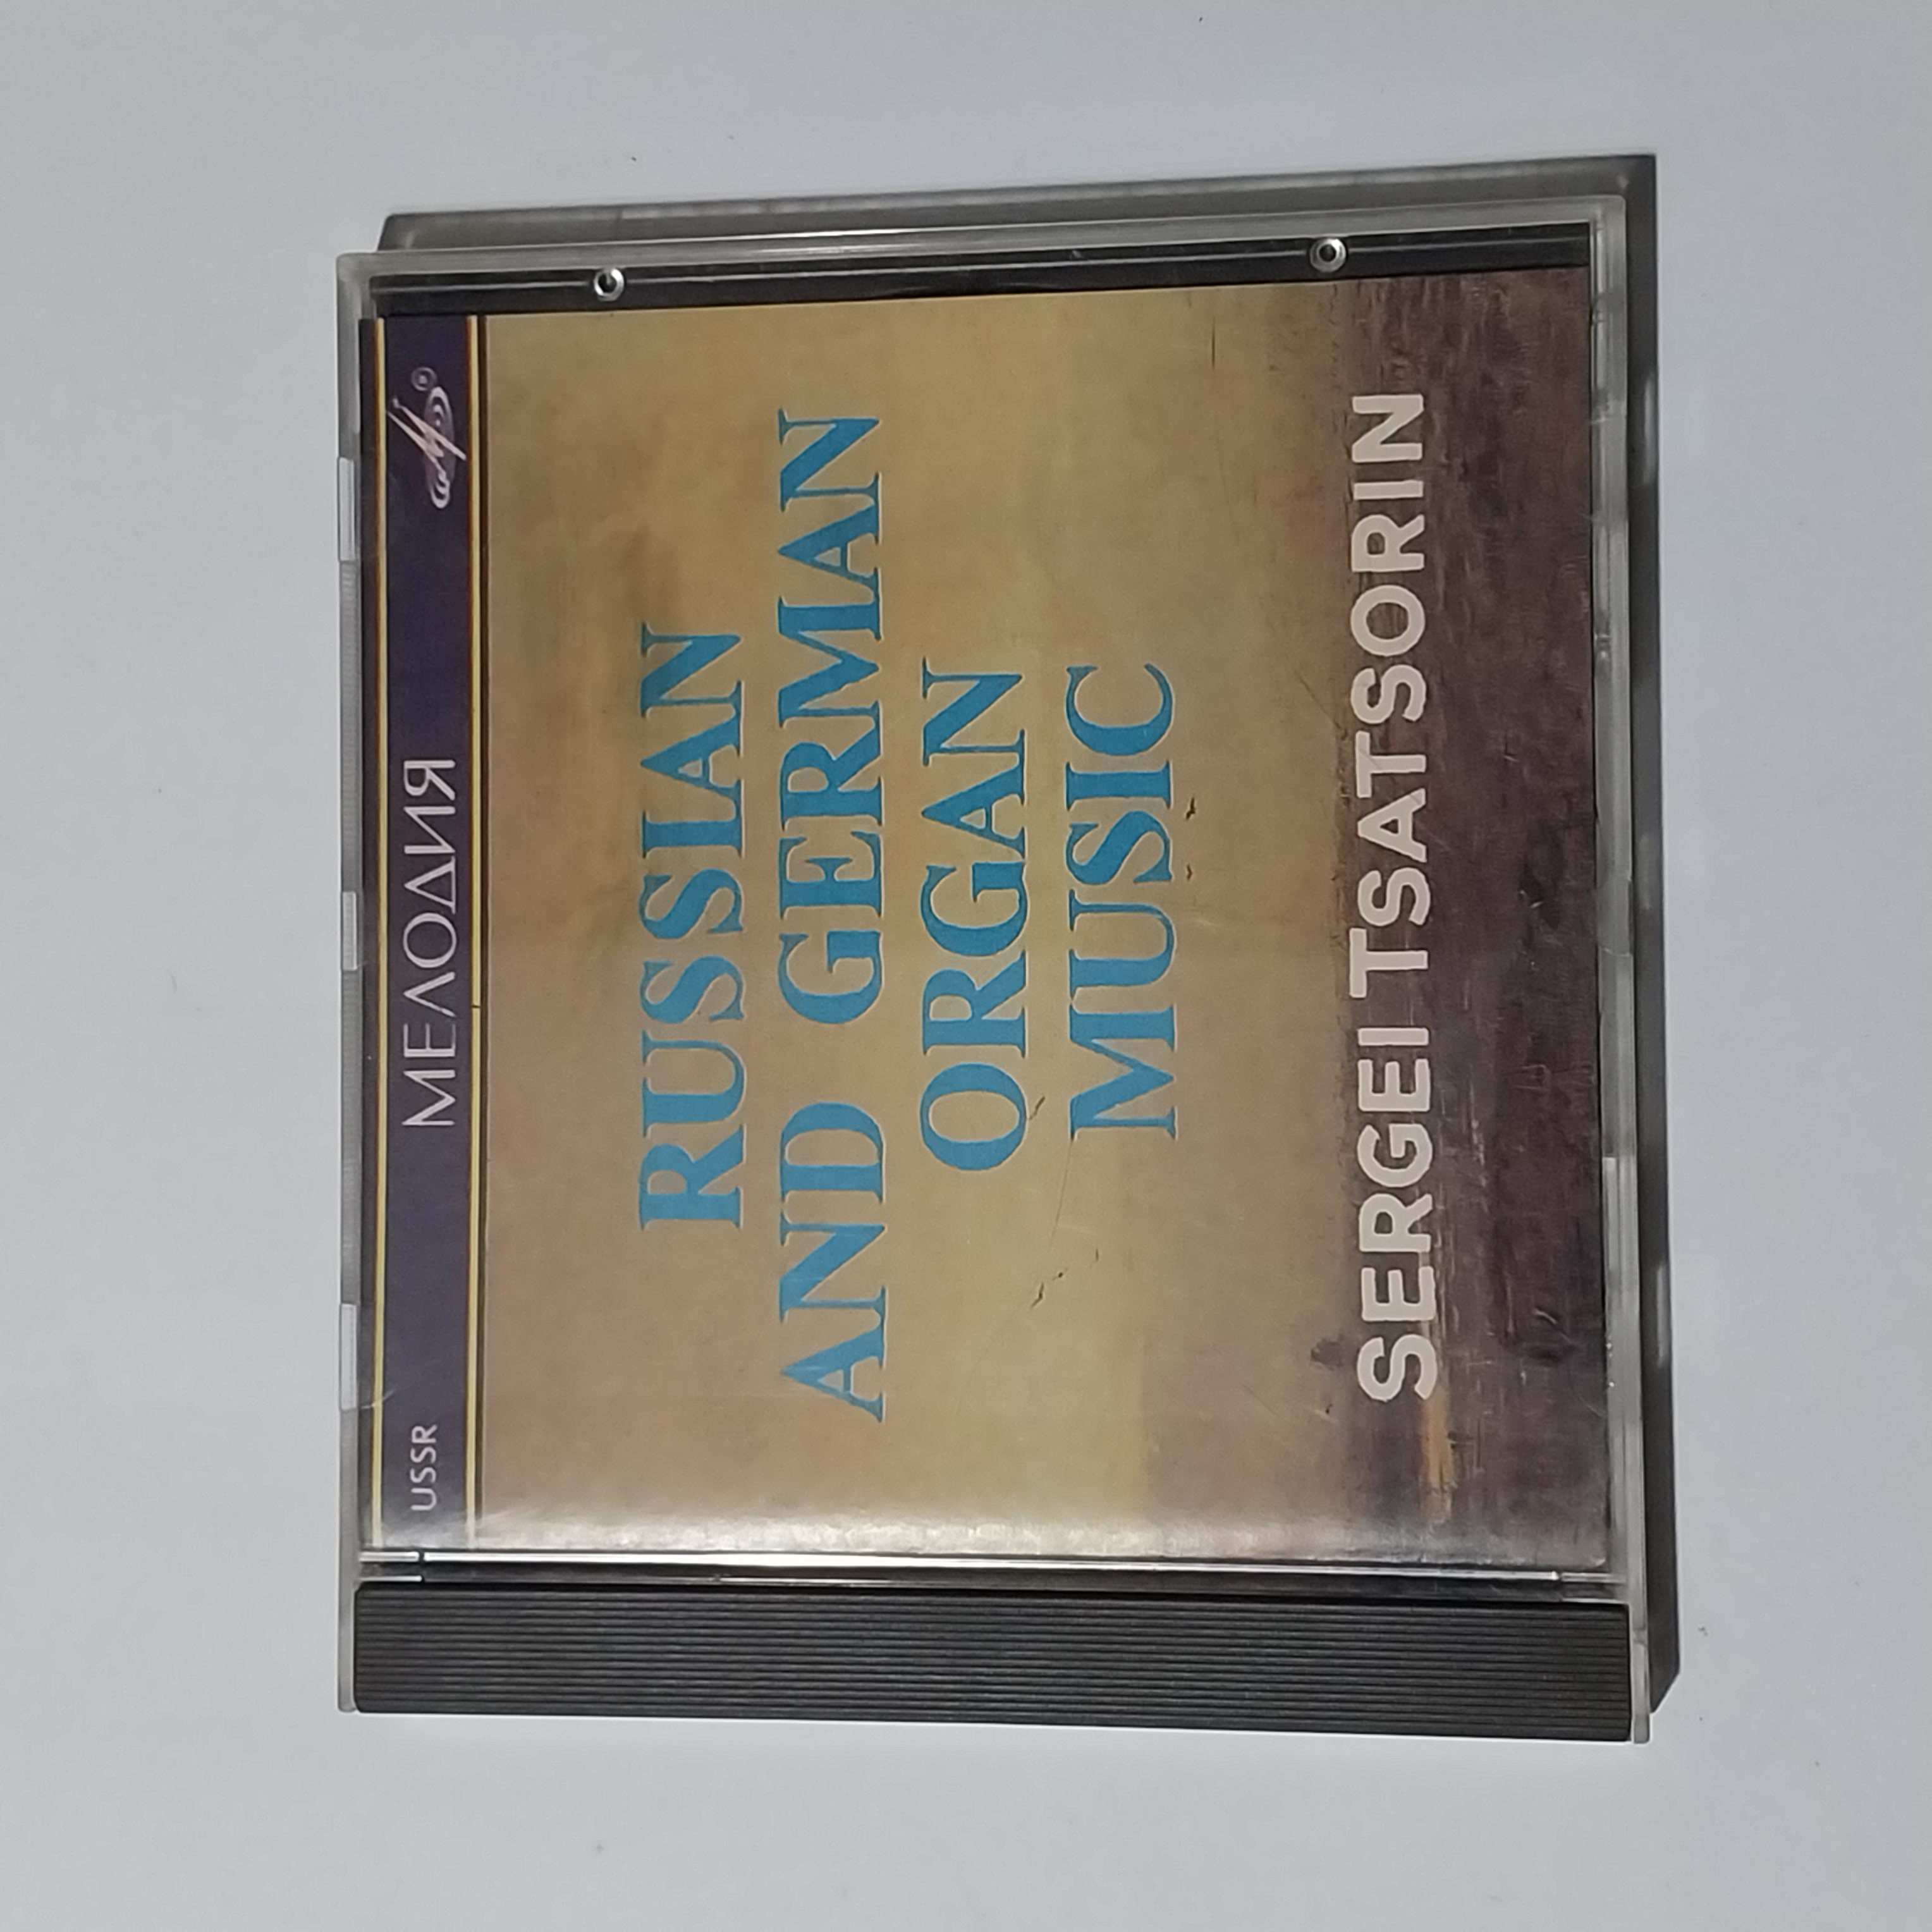 USSR МЕЛОДИЯ ®
RUSSIAN
AND GERMAN
ORGAN
MUSIC
SERGEI TSATSORIN